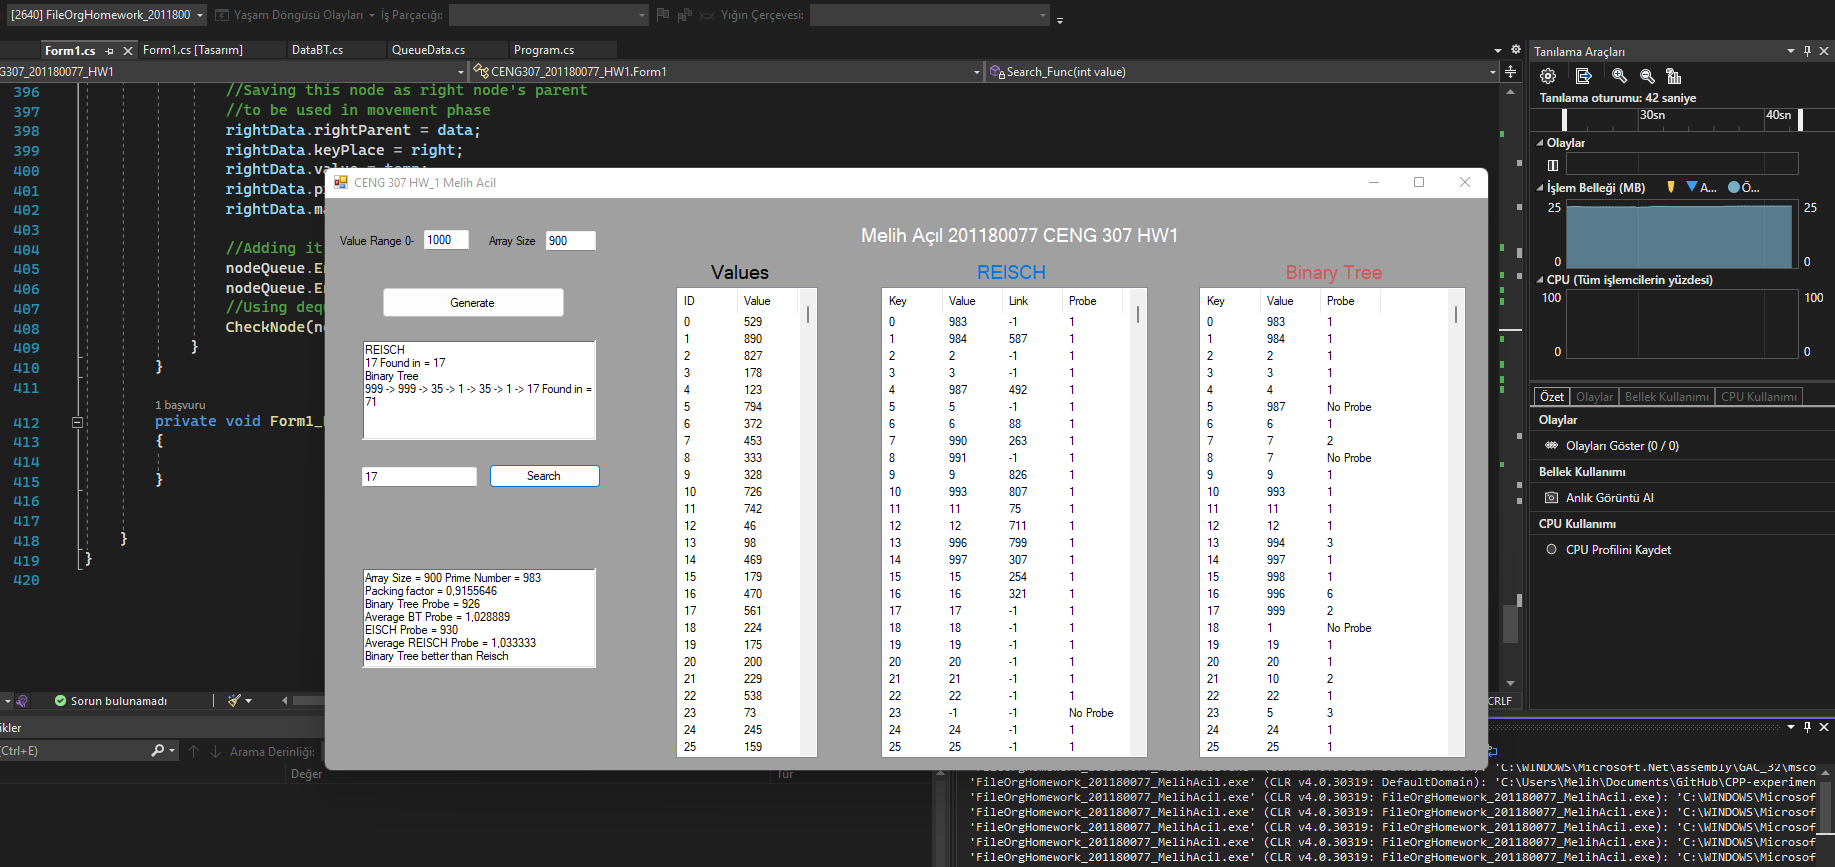 [2640] FileOrgHomework_201180077
Yaşam Döngüsü Olayları
İş Parçacığı:
Yığın Çerçevesi:
Form1.cs
Form1.cs [Tasarım]
DataBT.cs
QueueData.cs
Program.cs
G307_201180077_HW1
CENG307_201180077_HW1.Form1
Search_Func(int value)
396 //Saving this node as right node's parent
397 //to be used in movement phase
398 rightData.rightParent = data;
399 rightData.keyPlace = right;
400 rightData.value = temp;
401 rightData.p
402 rightData.ma
403
404 //Adding it
405 nodeQueue.En
406 nodeQueue.En
407 //Using dequ
408 CheckNode(no
409 }
410 }
411
1 başvuru
412 private void Form1_
413 {
414
415 }
416
417
418 }
419 }
420
Sorun bulunamadı
CRLF
CENG 307 HW_1 Melih Acil
Value Range 0- 1000 Array Size 900
Generate
REISCH
17 Found in = 17
Binary Tree
999 -> 999 -> 35 -> 1 -> 35 -> 1 -> 17 Found in =
71
17 Search
Array Size = 900 Prime Number = 983
Packing factor = 0,9155646
Binary Tree Probe = 926
Average BT Probe = 1,028889
EISCH Probe = 930
Average REISCH Probe = 1,033333
Binary Tree better than Reisch
Melih Açıl 201180077 CENG 307 HW1
Values
ID Value
0 529
1 890
2 827
3 178
4 123
5 794
6 372
7 453
8 333
9 328
10 726
11 742
12 46
13 98
14 469
15 179
16 470
17 561
18 224
19 175
20 200
21 229
22 538
23 73
24 245
25 159
REISCH
Key Value Link Probe
0 983 -1 1
1 984 587 1
2 2 -1 1
3 3 -1 1
4 987 492 1
5 5 -1 1
6 6 88 1
7 990 263 1
8 991 -1 1
9 9 826 1
10 993 807 1
11 11 75 1
12 12 711 1
13 996 799 1
14 997 307 1
15 15 254 1
16 16 321 1
17 17 -1 1
18 18 -1 1
19 19 -1 1
20 20 -1 1
21 21 -1 1
22 22 -1 1
23 -1 -1 No Probe
24 24 -1 1
25 25 -1 1
Binary Tree
Key Value Probe
0 983 1
1 984 1
2 2 1
3 3 1
4 4 1
5 987 No Probe
6 6 1
7 7 2
8 7 No Probe
9 9 1
10 993 1
11 11 1
12 12 1
13 994 3
14 997 1
15 998 1
16 996 6
17 999 2
18 1 No Probe
19 19 1
20 20 1
21 10 2
22 22 1
23 5 3
24 24 1
25 25 1
Tanılama Araçları
Tanılama oturumu: 42 saniye
30sn 40sn
Olaylar
İşlem Belleği (MB) A... Ö...
25 25
0 0
CPU (Tüm işlemcilerin yüzdesi)
100 100
0 0
Özet Olaylar Bellek Kullanımı CPU Kullanımı
Olaylar
Olayları Göster (0 / 0)
Bellek Kullanımı
Anlık Görüntü Al
CPU Kullanımı
CPU Profilini Kaydet
ikler
Ctrl+E)
Arama Derinliği:
Değer
Tür
'FileOrgHomework_201180077_MelihAcil.exe' (CLR v4.0.30319: DefaultDomain): 'C:\WINDOWS\Microsoft.Net\assembly\GAC_32\msco
'FileOrgHomework_201180077_MelihAcil.exe' (CLR v4.0.30319: DefaultDomain): 'C:\Users\Melih\Documents\GitHub\CPP-experimen
'FileOrgHomework_201180077_MelihAcil.exe' (CLR v4.0.30319: FileOrgHomework_201180077_MelihAcil.exe): 'C:\WINDOWS\Microsof
'FileOrgHomework_201180077_MelihAcil.exe' (CLR v4.0.30319: FileOrgHomework_201180077_MelihAcil.exe): 'C:\WINDOWS\Microsof
'FileOrgHomework_201180077_MelihAcil.exe' (CLR v4.0.30319: FileOrgHomework_201180077_MelihAcil.exe): 'C:\WINDOWS\Microsof
'FileOrgHomework_201180077_MelihAcil.exe' (CLR v4.0.30319: FileOrgHomework_201180077_MelihAcil.exe): 'C:\WINDOWS\Microsof
'FileOrgHomework_201180077_MelihAcil.exe' (CLR v4.0.30319: FileOrgHomework_201180077_MelihAcil.exe): 'C:\WINDOWS\Microsof